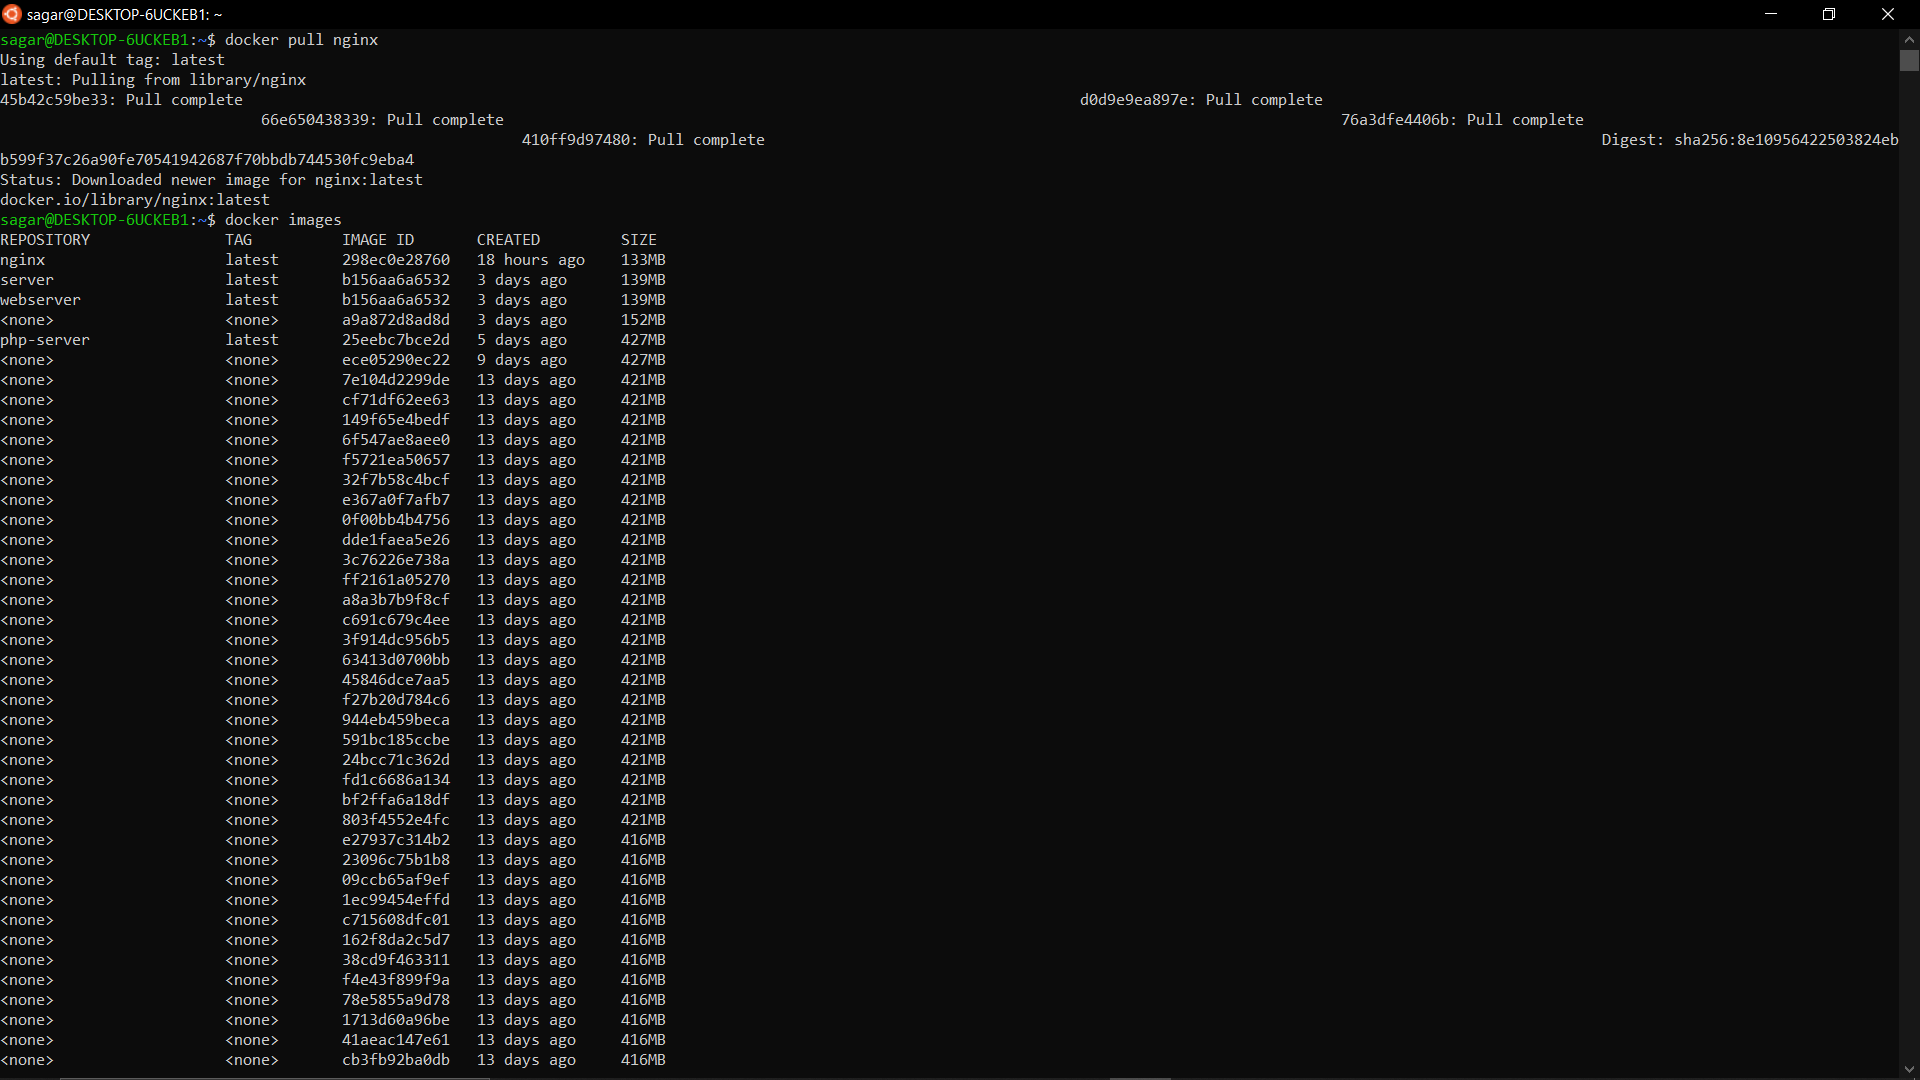 sagar@DESKTOP-6UCKEB1: ~
sagar@DESKTOP-6UCKEB1:~$ docker pull nginx
Using default tag: latest
latest: Pulling from library/nginx
45b42c59be33: Pull complete d0d9e9ea897e: Pull complete
66e650438339: Pull complete 76a3dfe4406b: Pull complete
410ff9d97480: Pull complete Digest: sha256:8e10956422503824eb
b599f37c26a90fe70541942687f70bbdb744530fc9eba4
Status: Downloaded newer image for nginx:latest
docker.io/library/nginx:latest
sagar@DESKTOP-6UCKEB1:~$ docker images
REPOSITORY TAG IMAGE ID CREATED SIZE
nginx latest 298ec0e28760 18 hours ago 133MB
server latest b156aa6a6532 3 days ago 139MB
webserver latest b156aa6a6532 3 days ago 139MB
<none> <none> a9a872d8ad8d 3 days ago 152MB
php-server latest 25eebc7bce2d 5 days ago 427MB
<none> <none> ece05290ec22 9 days ago 427MB
<none> <none> 7e104d2299de 13 days ago 421MB
<none> <none> cf71df62ee63 13 days ago 421MB
<none> <none> 149f65e4bedf 13 days ago 421MB
<none> <none> 6f547ae8aee0 13 days ago 421MB
<none> <none> f5721ea50657 13 days ago 421MB
<none> <none> 32f7b58c4bcf 13 days ago 421MB
<none> <none> e367a0f7afb7 13 days ago 421MB
<none> <none> 0f00bb4b4756 13 days ago 421MB
<none> <none> dde1faea5e26 13 days ago 421MB
<none> <none> 3c76226e738a 13 days ago 421MB
<none> <none> ff2161a05270 13 days ago 421MB
<none> <none> a8a3b7b9f8cf 13 days ago 421MB
<none> <none> c691c679c4ee 13 days ago 421MB
<none> <none> 3f914dc956b5 13 days ago 421MB
<none> <none> 63413d0700bb 13 days ago 421MB
<none> <none> 45846dce7aa5 13 days ago 421MB
<none> <none> f27b20d784c6 13 days ago 421MB
<none> <none> 944eb459beca 13 days ago 421MB
<none> <none> 591bc185ccbe 13 days ago 421MB
<none> <none> 24bcc71c362d 13 days ago 421MB
<none> <none> fd1c6686a134 13 days ago 421MB
<none> <none> bf2ffa6a18df 13 days ago 421MB
<none> <none> 803f4552e4fc 13 days ago 421MB
<none> <none> e27937c314b2 13 days ago 416MB
<none> <none> 23096c75b1b8 13 days ago 416MB
<none> <none> 09ccb65af9ef 13 days ago 416MB
<none> <none> 1ec99454effd 13 days ago 416MB
<none> <none> c715608dfc01 13 days ago 416MB
<none> <none> 162f8da2c5d7 13 days ago 416MB
<none> <none> 38cd9f463311 13 days ago 416MB
<none> <none> f4e43f899f9a 13 days ago 416MB
<none> <none> 78e5855a9d78 13 days ago 416MB
<none> <none> 1713d60a96be 13 days ago 416MB
<none> <none> 41aeac147e61 13 days ago 416MB
<none> <none> cb3fb92ba0db 13 days ago 416MB